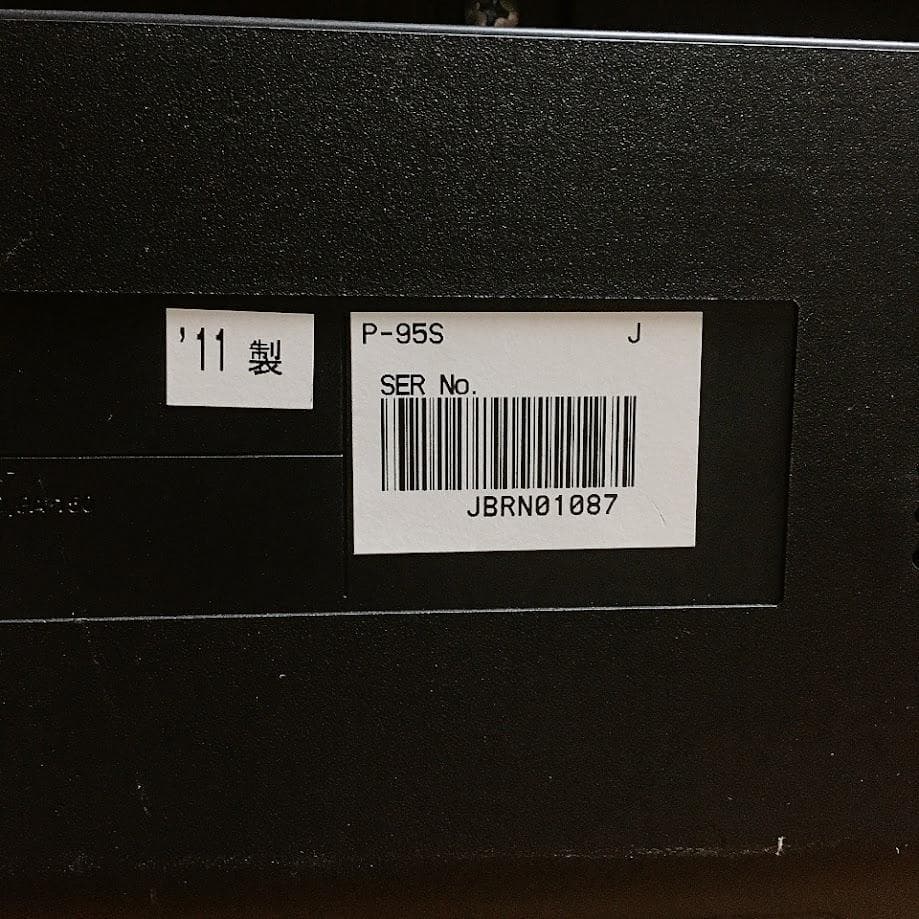 '11 製
P-95S J
SER No.
JBRN01087